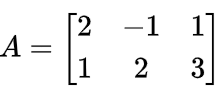 A = [2 -1 1]
[1 2 3]